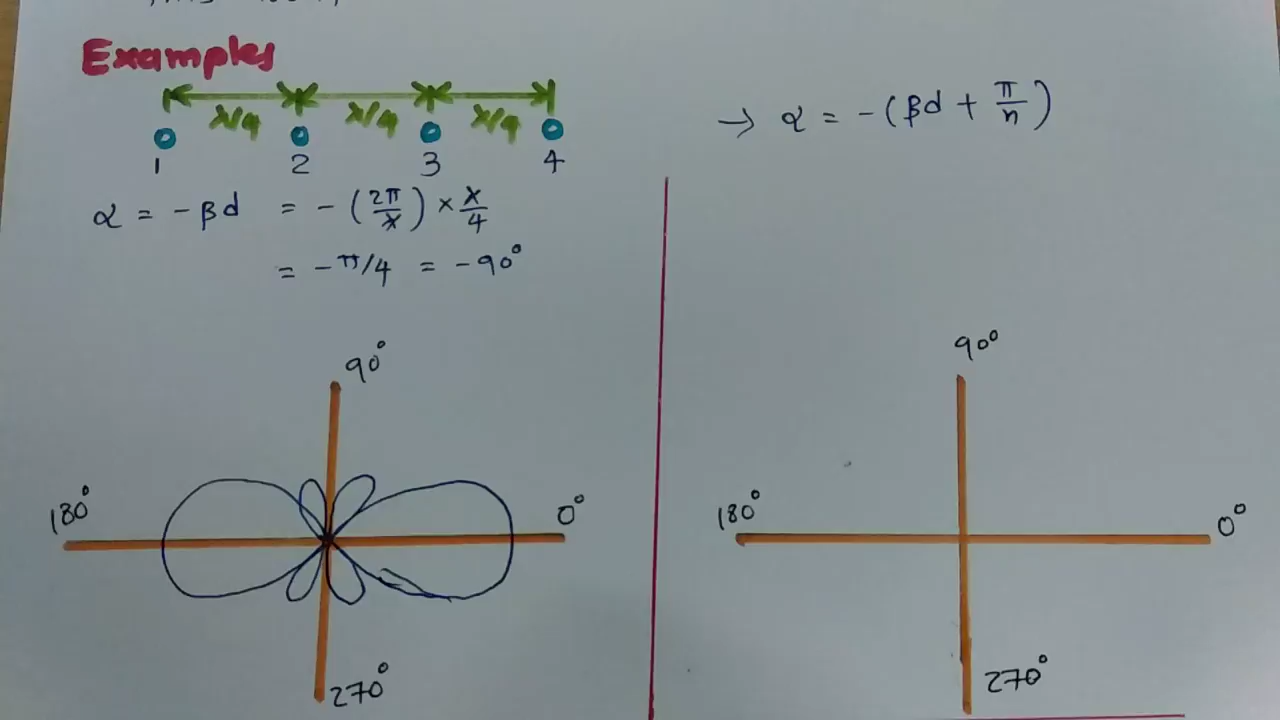 Examples
λ/4 λ/4 λ/4
1 2 3 4
α = -βd = -(2π/λ) × λ/4
= -π/4 = -90°
90°
180° 0°
270°
→ α = -(βd + π/n)
90°
180° 0°
270°